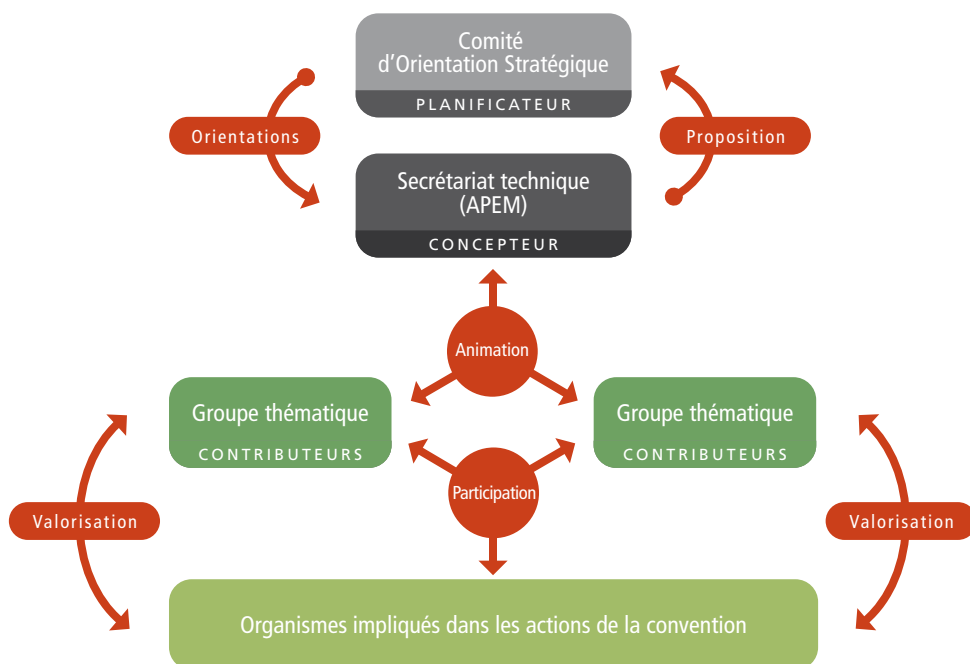 Comité
d'Orientation Stratégique
PLANIFICATEUR
Orientations
Proposition
Secrétariat technique
(APEM)
CONCEPTEUR
Animation
Groupe thématique
CONTRIBUTEURS
Groupe thématique
CONTRIBUTEURS
Participation
Valorisation
Valorisation
Organismes impliqués dans les actions de la convention